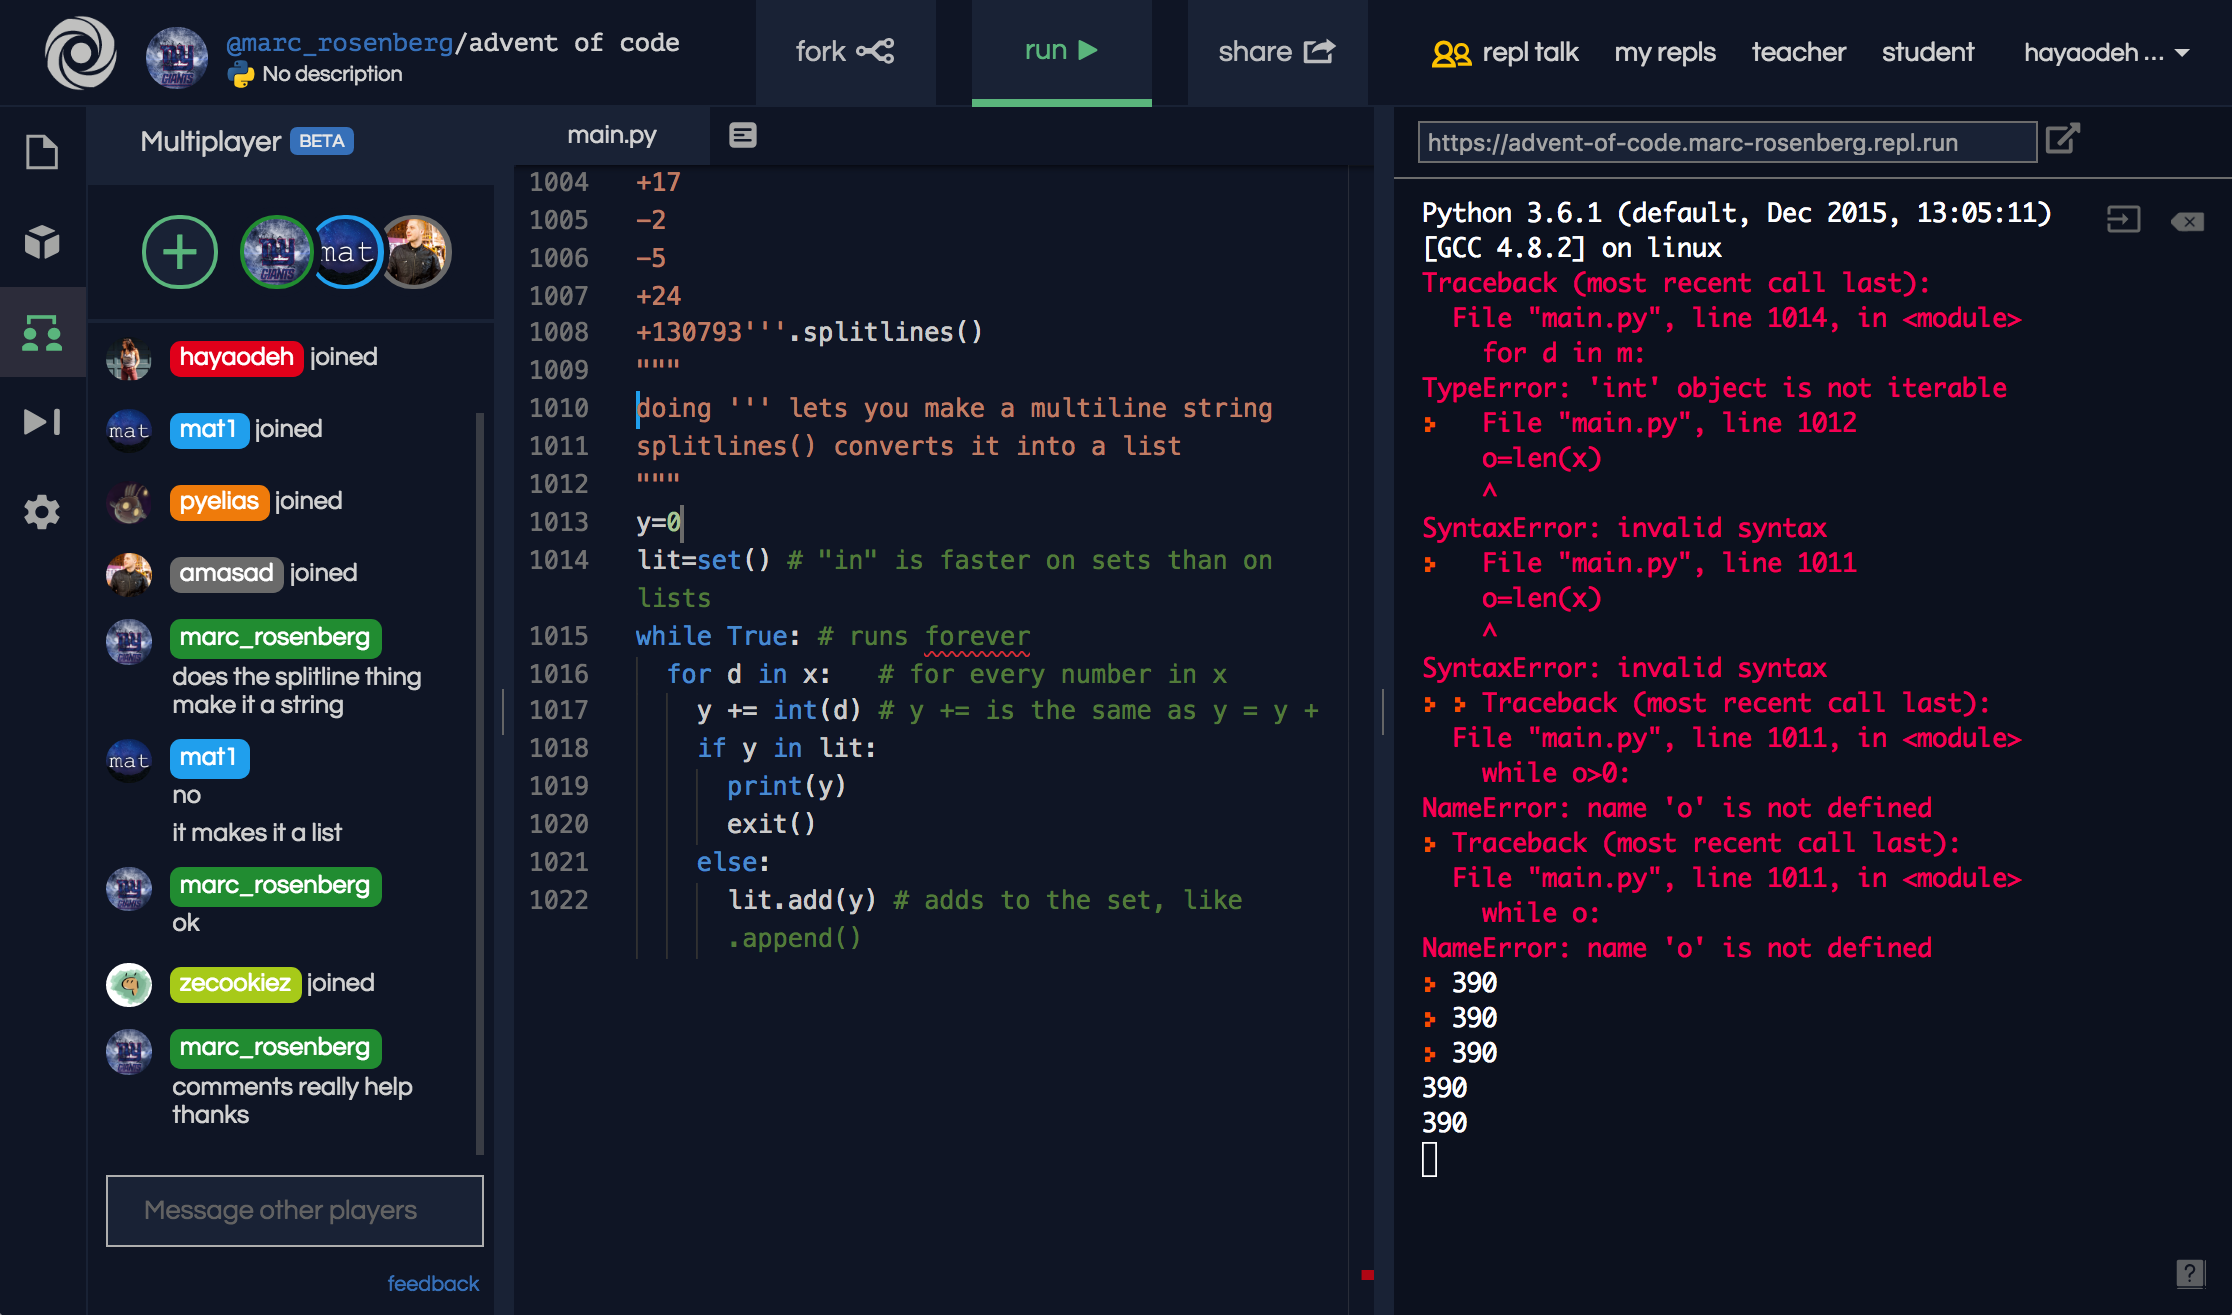 @marc_rosenberg/advent of code
No description
fork
run
share
repl talk
my repls
teacher
student
hayaodeh ...
Multiplayer BETA
mat
hayaodeh joined
mat
mat1 joined
pyelias joined
amasad joined
marc_rosenberg
does the splitline thing
make it a string
mat
mat1
no
it makes it a list
marc_rosenberg
ok
zecookiez joined
marc_rosenberg
comments really help
thanks
Message other players
feedback
main.py
1004 +17
1005 -2
1006 -5
1007 +24
1008 +130793'''.splitlines()
1009 """
1010 doing ''' lets you make a multiline string
1011 splitlines() converts it into a list
1012 """
1013 y=0
1014 lit=set() # "in" is faster on sets than on
lists
1015 while True: # runs forever
1016 for d in x:   # for every number in x
1017 y += int(d) # y += is the same as y = y +
1018 if y in lit:
1019 print(y)
1020 exit()
1021 else:
1022 lit.add(y) # adds to the set, like
.append()
https://advent-of-code.marc-rosenberg.repl.run
Python 3.6.1 (default, Dec 2015, 13:05:11)
[GCC 4.8.2] on linux
Traceback (most recent call last):
File "main.py", line 1014, in <module>
for d in m:
TypeError: 'int' object is not iterable
File "main.py", line 1012
o=len(x)
^
SyntaxError: invalid syntax
File "main.py", line 1011
o=len(x)
^
SyntaxError: invalid syntax
Traceback (most recent call last):
File "main.py", line 1011, in <module>
while o>0:
NameError: name 'o' is not defined
Traceback (most recent call last):
File "main.py", line 1011, in <module>
while o:
NameError: name 'o' is not defined
390
390
390
390
390
?